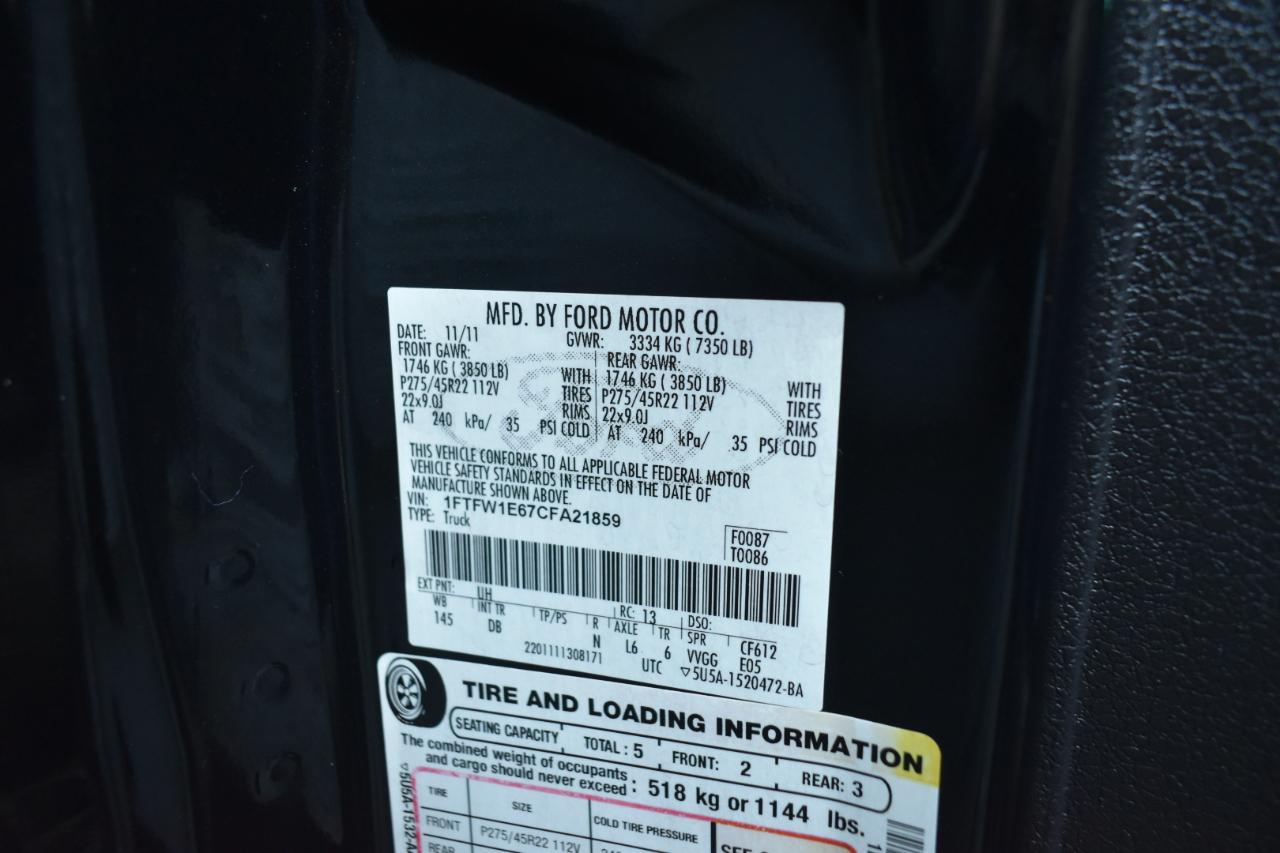 MFD. BY FORD MOTOR CO.
DATE: 11/11 GVWR: 3334 KG ( 7350 LB)
FRONT GAWR: REAR GAWR:
1746 KG ( 3850 LB) WITH 1746 KG ( 3850 LB) WITH
P275/45R22 112V TIRES P275/45R22 112V TIRES
22x9.0J RIMS 22x9.0J RIMS
AT 240 kPa/ 35 PSI COLD AT 240 kPa/ 35 PSI COLD
THIS VEHICLE CONFORMS TO ALL APPLICABLE FEDERAL MOTOR
VEHICLE SAFETY STANDARDS IN EFFECT ON THE DATE OF
MANUFACTURE SHOWN ABOVE.
VIN: 1FTFW1E67CFA21859
TYPE: Truck
F0087
T0086
EXT PNT: UH RC: 13 DSO:
WB INT TR TP/PS R AXLE TR SPR CF612
145 DB N L6 6 VVGG E05
2201111308171 UTC ▽5U5A-1520472-BA
TIRE AND LOADING INFORMATION
SEATING CAPACITY TOTAL : 5 FRONT: 2 REAR: 3
The combined weight of occupants
and cargo should never exceed : 518 kg or 1144 lbs.
TIRE SIZE COLD TIRE PRESSURE
FRONT P275/45R22 112V
REAR